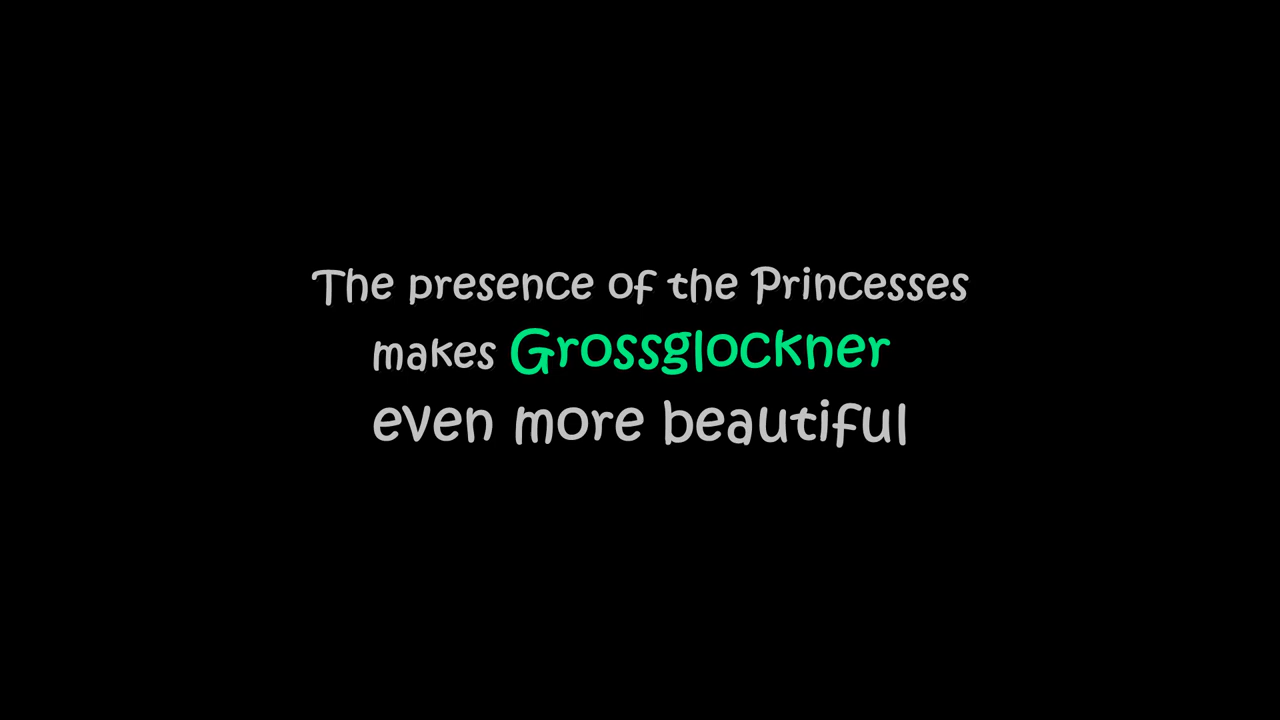 The presence of the Princesses
makes Grossglockner
even more beautiful